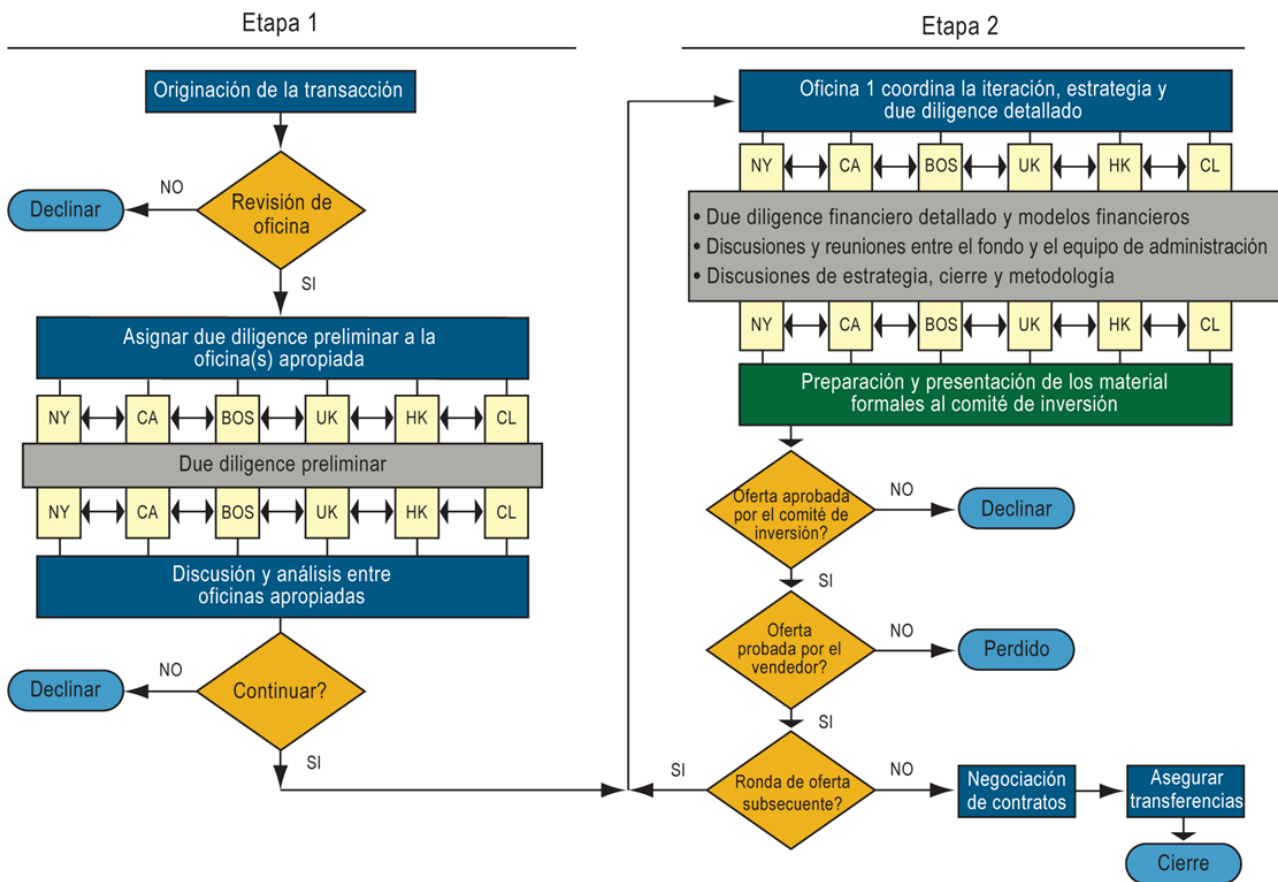 Etapa 1
Originación de la transacción
NO
Declinar
Revisión de
oficina
SI
Asignar due diligence preliminar a la
oficina(s) apropiada
NY CA BOS UK HK CL
Due diligence preliminar
NY CA BOS UK HK CL
Discusión y análisis entre
oficinas apropiadas
NO
Declinar
Continuar?
SI
Etapa 2
Oficina 1 coordina la iteración, estrategia y
due diligence detallado
NY CA BOS UK HK CL
• Due diligence financiero detallado y modelos financieros
• Discusiones y reuniones entre el fondo y el equipo de administración
• Discusiones de estrategia, cierre y metodología
NY CA BOS UK HK CL
Preparación y presentación de los material
formales al comité de inversión
Oferta aprobada
por el comité de
inversión?
NO
Declinar
SI
Oferta
probada por el
vendedor?
NO
Perdido
SI
SI
Ronda de oferta
subsecuente?
NO
Negociación
de contratos
Asegurar
transferencias
Cierre